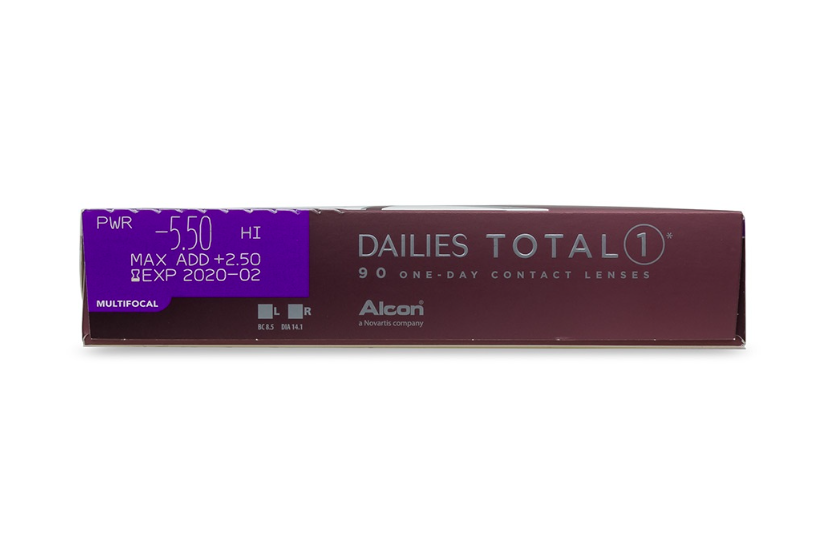 PWR -5.50 HI
MAX ADD +2.50
EXP 2020-02
MULTIFOCAL
L R
BC 8.5 DIA 14.1
DAILIES TOTAL 1*
90 ONE-DAY CONTACT LENSES
Alcon®
a Novartis company